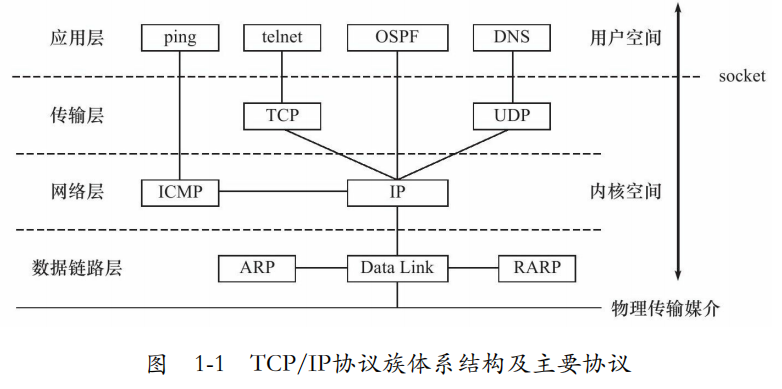 应用层 ping telnet OSPF DNS 用户空间
socket
传输层 TCP UDP
网络层 ICMP IP 内核空间
数据链路层 ARP Data Link RARP
物理传输媒介
图 1-1 TCP/IP协议族体系结构及主要协议